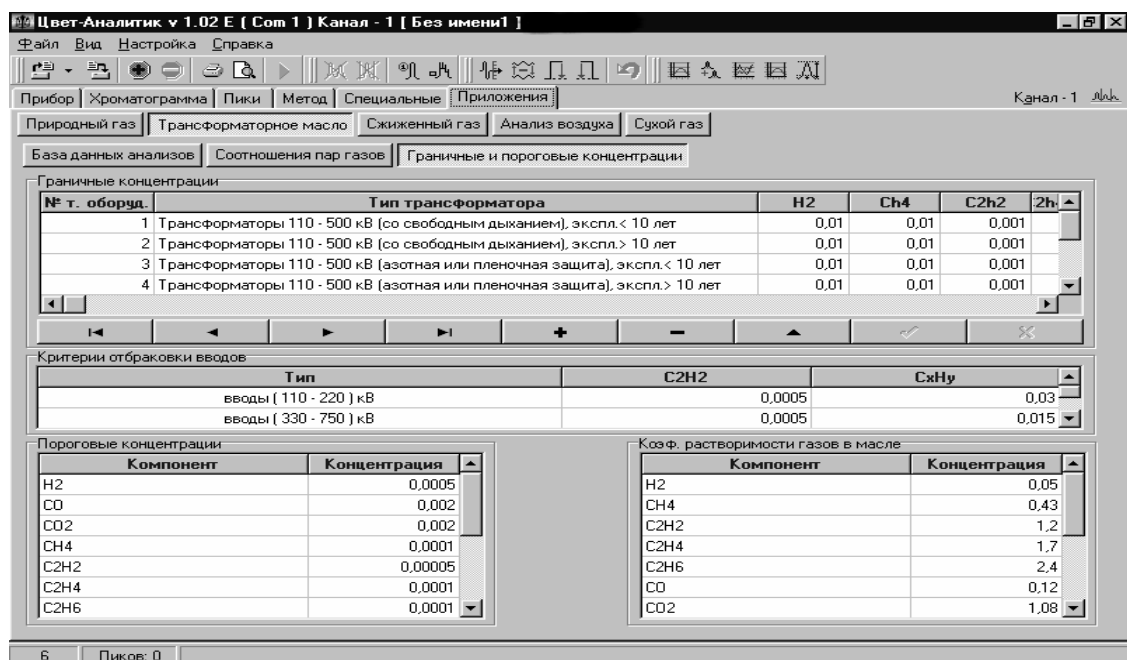 Цвет-Аналитик v 1.02 E ( Com 1 ) Канал - 1 [ Без имени1 ]
Файл Вид Настройка Справка
Прибор Хроматограмма Пики Метод Специальные Приложения Канал - 1
Природный газ Трансформаторное масло Сжиженный газ Анализ воздуха Сухой газ
База данных анализов Соотношения пар газов Граничные и пороговые концентрации
Граничные концентрации
№ т. оборуд. Тип трансформатора H2 Ch4 C2h2 2h
1 Трансформаторы 110 - 500 кВ (со свободным дыханием), экспл.< 10 лет 0,01 0,01 0,001
2 Трансформаторы 110 - 500 кВ (со свободным дыханием), экспл.> 10 лет 0,01 0,01 0,001
3 Трансформаторы 110 - 500 кВ (азотная или пленочная защита), экспл.< 10 лет 0,01 0,01 0,001
4 Трансформаторы 110 - 500 кВ (азотная или пленочная защита), экспл.> 10 лет 0,01 0,01 0,001
Критерии отбраковки вводов
Тип C2H2 CxHy
вводы ( 110 - 220 ) кВ 0,0005 0,03
вводы ( 330 - 750 ) кВ 0,0005 0,015
Пороговые концентрации
Компонент Концентрация
H2 0,0005
CO 0,002
CO2 0,002
CH4 0,0001
C2H2 0,00005
C2H4 0,0001
C2H6 0,0001
Коэф. растворимости газов в масле
Компонент Концентрация
H2 0,05
CH4 0,43
C2H2 1,2
C2H4 1,7
C2H6 2,4
CO 0,12
CO2 1,08
6 Пиков: 0